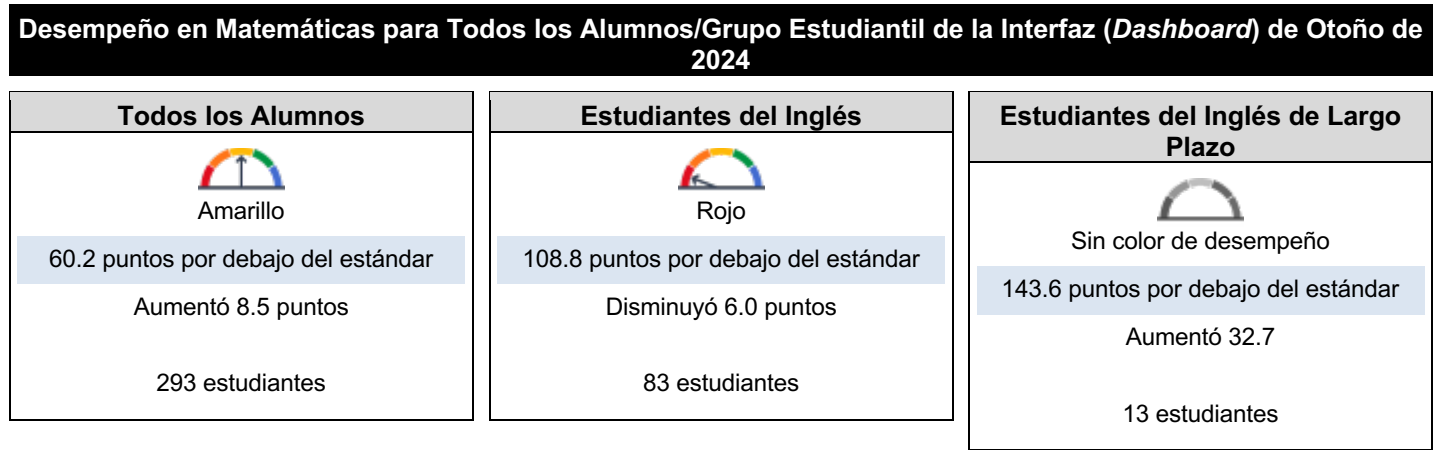 Desempeño en Matemáticas para Todos los Alumnos/Grupo Estudiantil de la Interfaz (Dashboard) de Otoño de
2024
Todos los Alumnos
Amarillo
60.2 puntos por debajo del estándar
Aumentó 8.5 puntos
293 estudiantes
Estudiantes del Inglés
Rojo
108.8 puntos por debajo del estándar
Disminuyó 6.0 puntos
83 estudiantes
Estudiantes del Inglés de Largo
Plazo
Sin color de desempeño
143.6 puntos por debajo del estándar
Aumentó 32.7
13 estudiantes